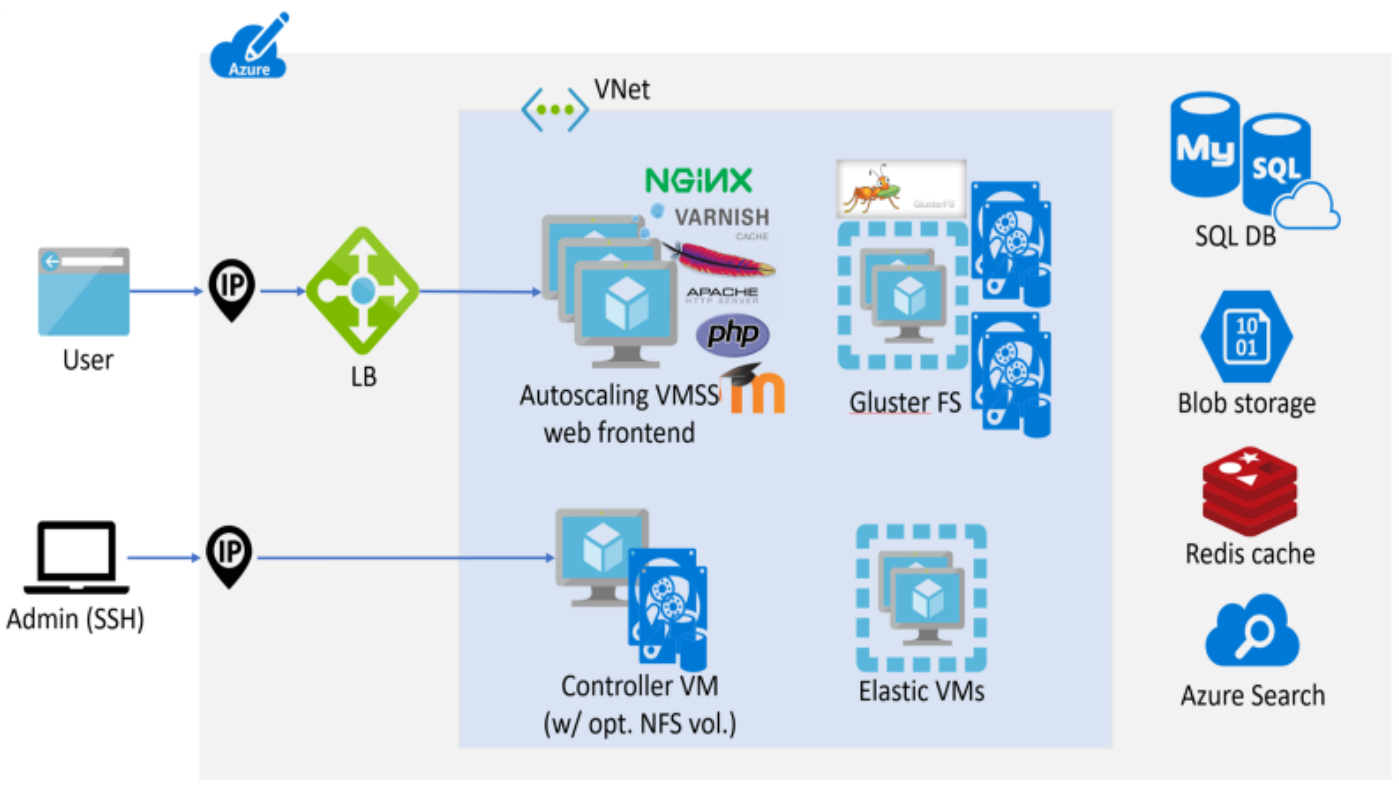 Azure
VNet
NGiNX
VARNISH
CACHE
APACHE
HTTP SERVER
php
m
GlusterFS
My
SQL
SQL DB
IP
User
LB
Autoscaling VMSS
web frontend
Gluster FS
10
01
Blob storage
Redis cache
IP
Admin (SSH)
Controller VM
(w/ opt. NFS vol.)
Elastic VMs
Azure Search